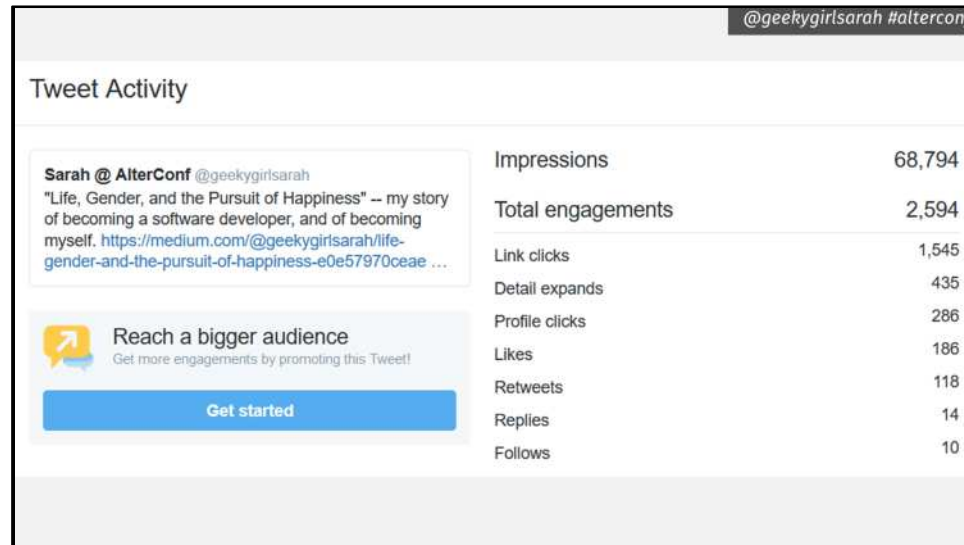 @geekygirlsarah #altercon
Tweet Activity
Sarah @ AlterConf @geekygirlsarah
"Life, Gender, and the Pursuit of Happiness" -- my story
of becoming a software developer, and of becoming
myself. https://medium.com/@geekygirlsarah/life-
gender-and-the-pursuit-of-happiness-e0e57970ceae …
Reach a bigger audience
Get more engagements by promoting this Tweet!
Get started
Impressions 68,794
Total engagements 2,594
Link clicks 1,545
Detail expands 435
Profile clicks 286
Likes 186
Retweets 118
Replies 14
Follows 10